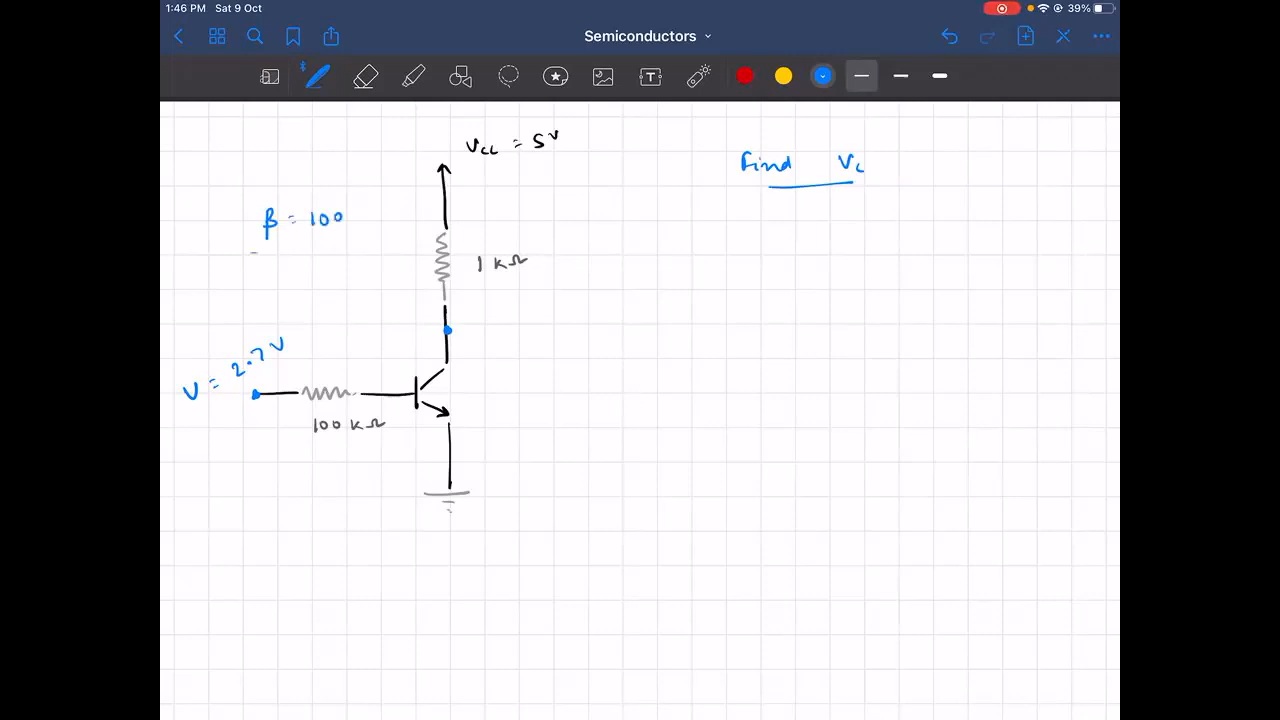 1:46 PM Sat 9 Oct
39%
Semiconductors
T
Vcc = 5V
Find Vc
β = 100
1 kΩ
V = 2.7V
100 kΩ